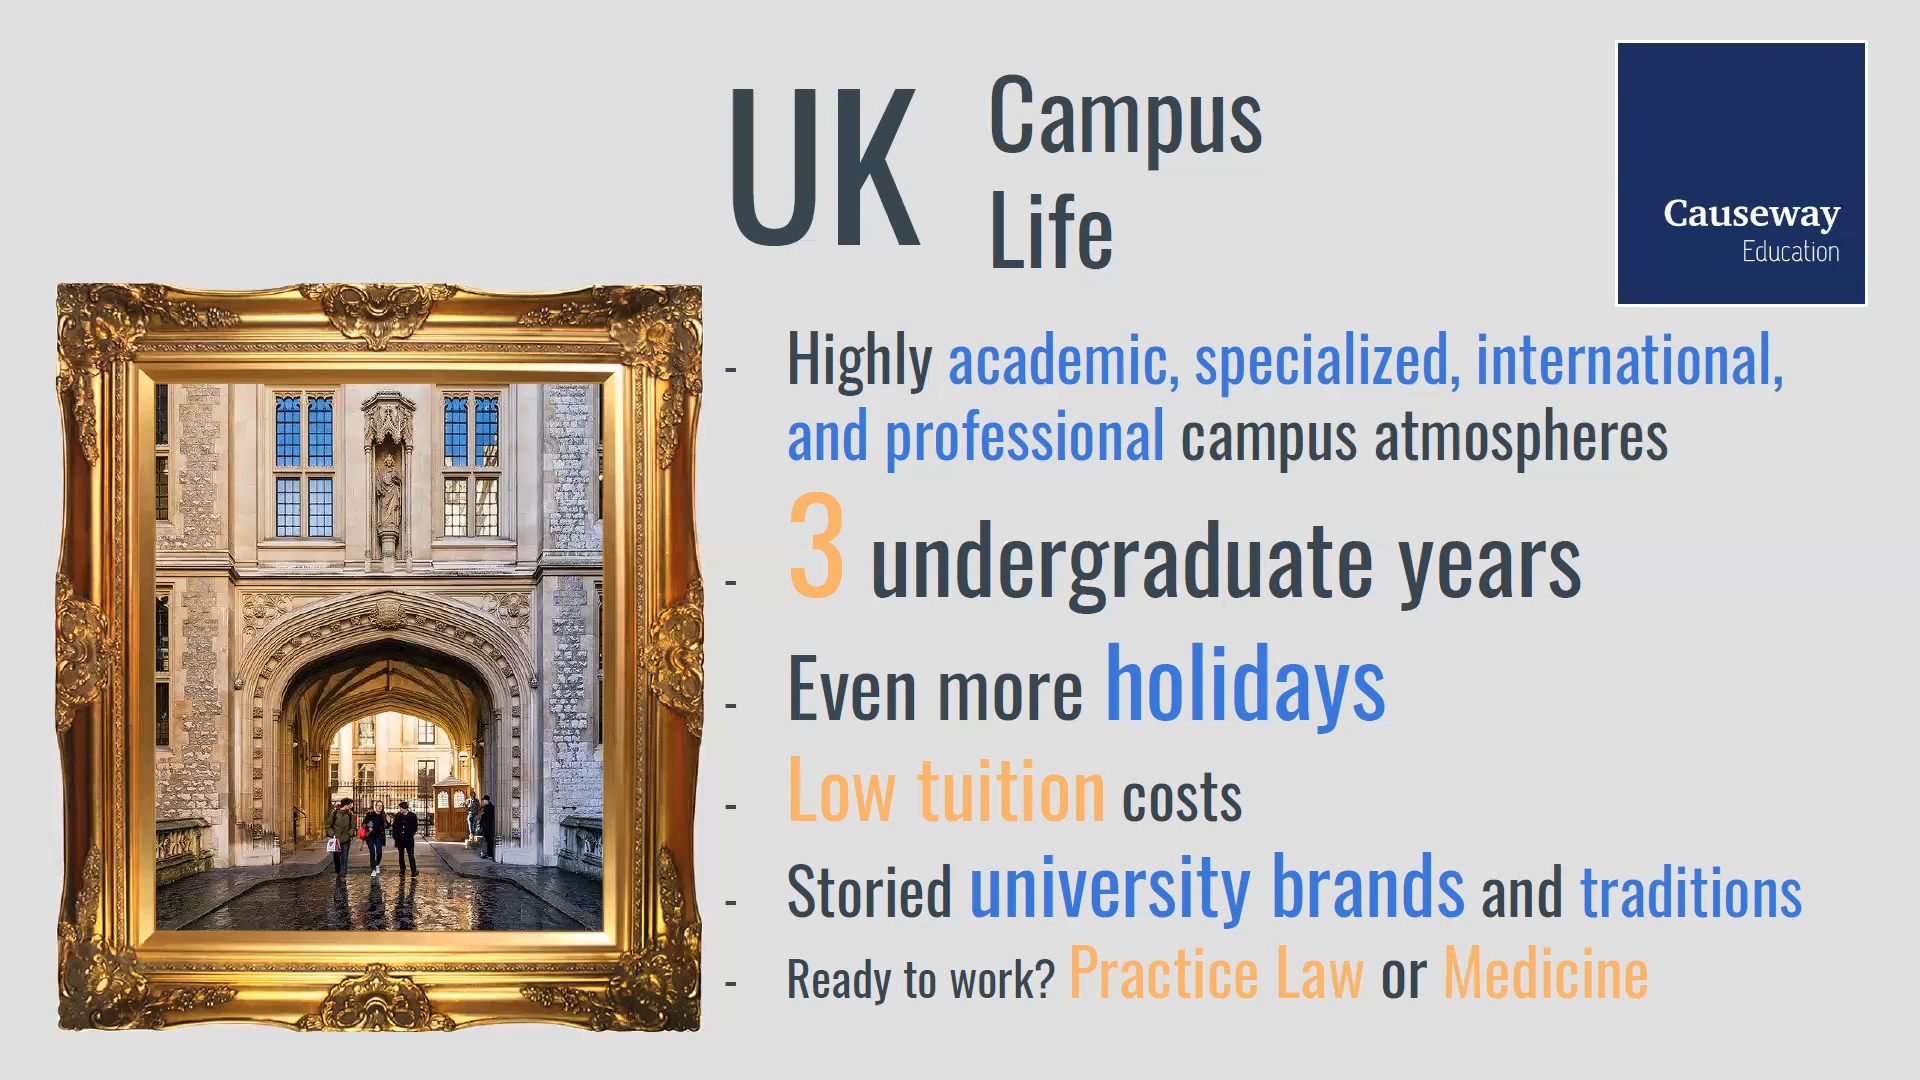 UK
Campus
Life
Causeway
Education
- Highly academic, specialized, international,
and professional campus atmospheres
- 3 undergraduate years
- Even more holidays
- Low tuition costs
- Storied university brands and traditions
- Ready to work? Practice Law or Medicine